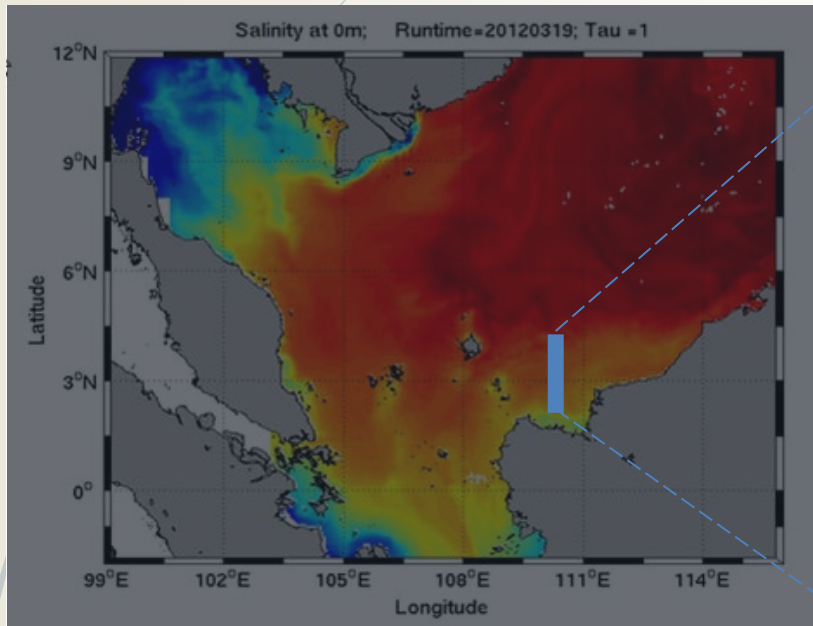 Salinity at 0m; Runtime=20120319; Tau =1
12°N
9°N
6°N
3°N
0°
Latitude
99°E 102°E 105°E 108°E 111°E 114°E
Longitude